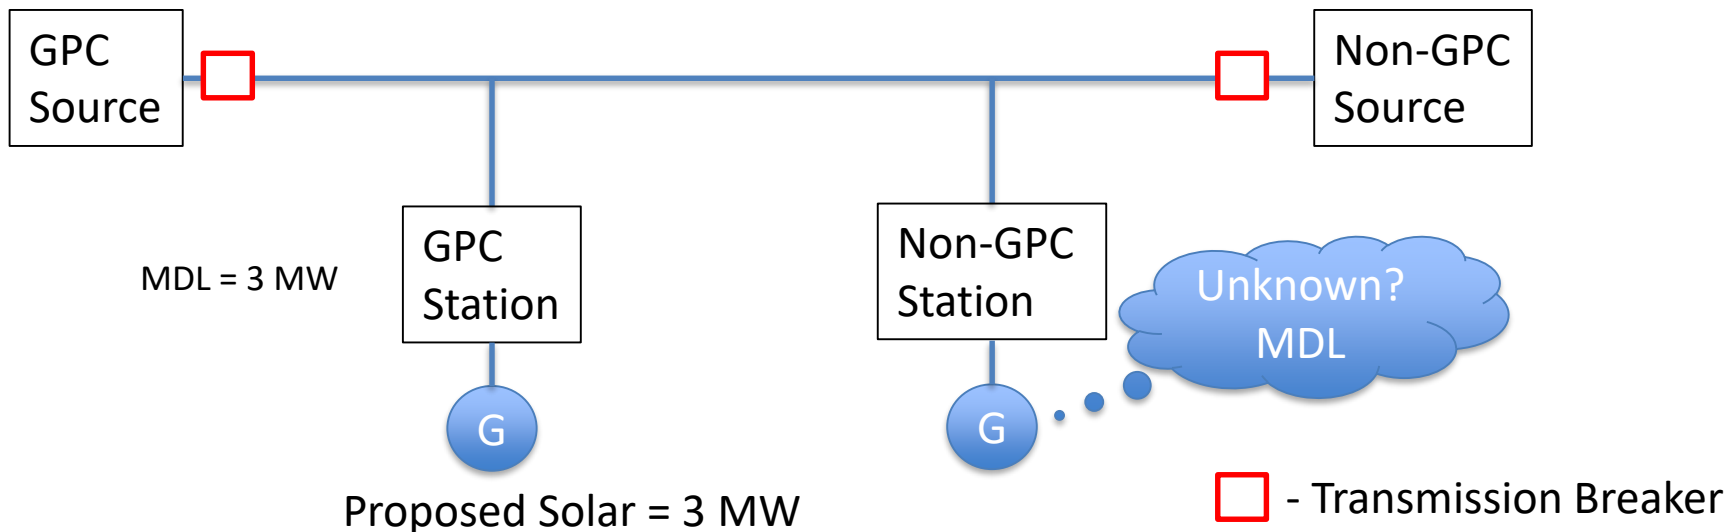 GPC
Source
Non-GPC
Source
GPC
Station
Non-GPC
Station
MDL = 3 MW
Unknown?
MDL
G
G
Proposed Solar = 3 MW
- Transmission Breaker